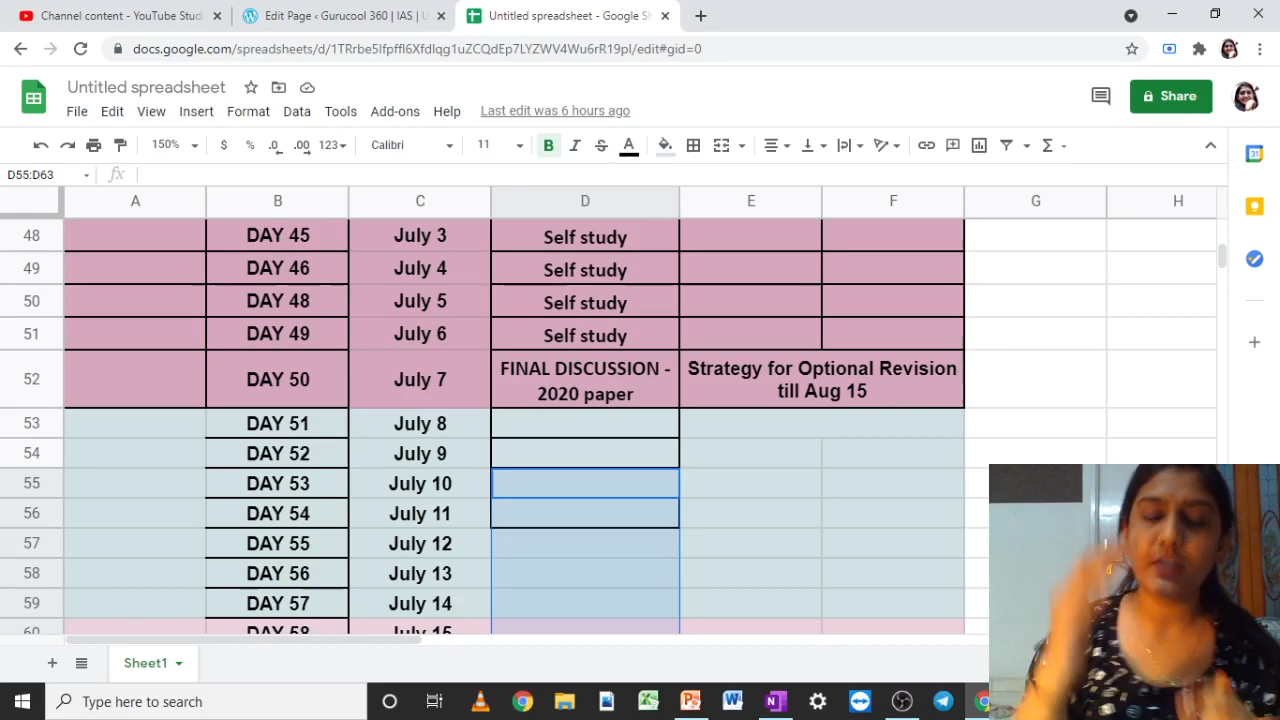 Channel content - YouTube Studi
Edit Page ‹ Gurucool 360 | IAS | U
Untitled spreadsheet - Google Sh
docs.google.com/spreadsheets/d/1TRrbe5lfpffl6Xfdlqg1uZCQdEp7LYZWV4Wu6rR19pI/edit#gid=0
Untitled spreadsheet
File Edit View Insert Format Data Tools Add-ons Help Last edit was 6 hours ago
Share
150% $ % .0 .00 123 Calibri 11 B I S A
D55:D63 fx
A B C D E F G H
48 DAY 45 July 3 Self study
49 DAY 46 July 4 Self study
50 DAY 48 July 5 Self study
51 DAY 49 July 6 Self study
52 DAY 50 July 7 FINAL DISCUSSION - 2020 paper Strategy for Optional Revision till Aug 15
53 DAY 51 July 8
54 DAY 52 July 9
55 DAY 53 July 10
56 DAY 54 July 11
57 DAY 55 July 12
58 DAY 56 July 13
59 DAY 57 July 14
60 DAY 58 July 15
Sheet1
Type here to search